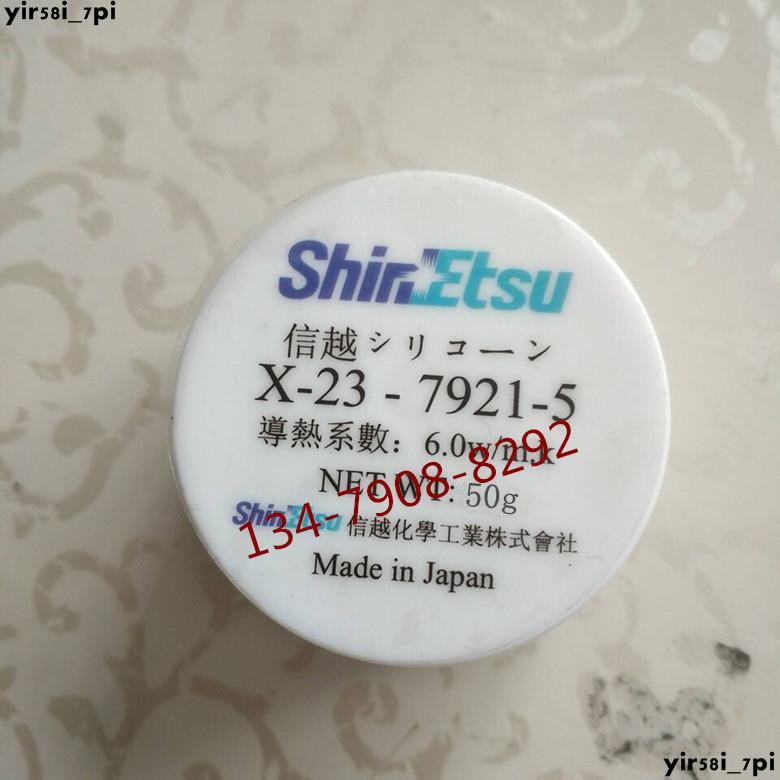 yir58i_7pi
ShinEtsu
信越シリコーン
X-23 - 7921-5
導熱系數: 6.0w/m.k
134-7908-8292
NET WT: 50g
ShinEtsu 信越化學工業株式會社
Made in Japan
yir58i_7pi